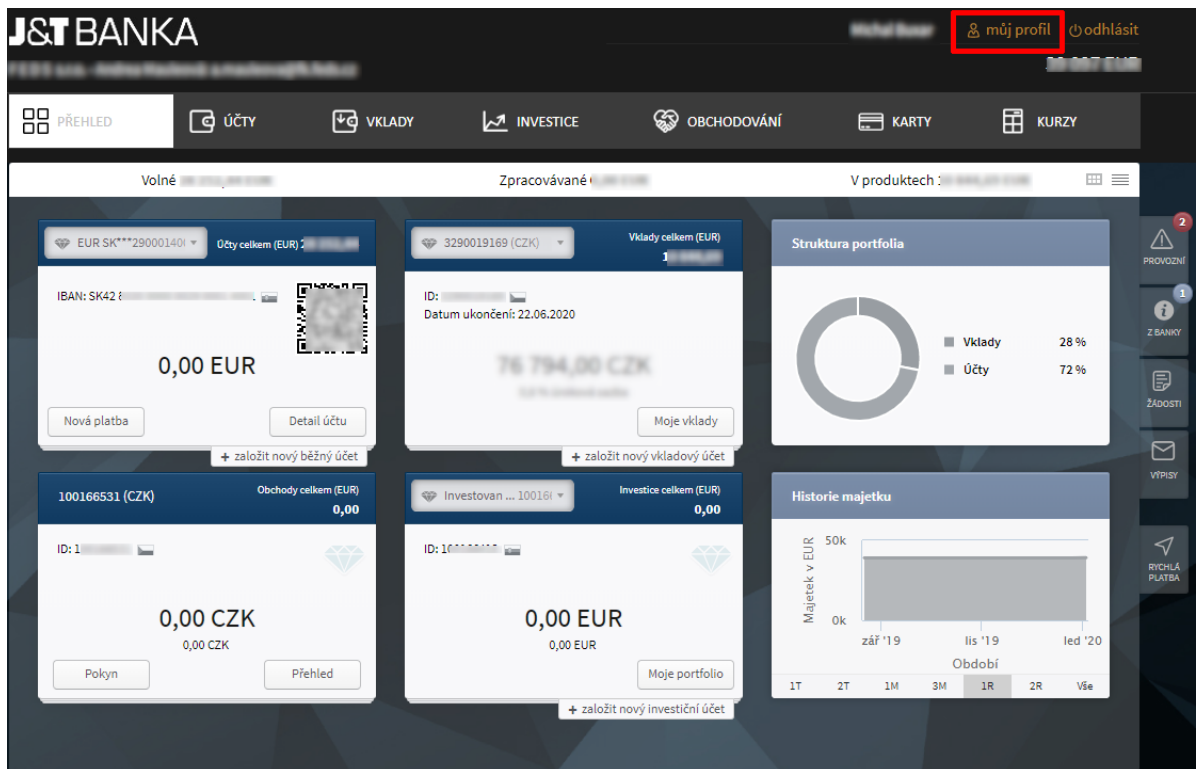 J&T BANKA
můj profil
odhlásit
PŘEHLED
ÚČTY
VKLADY
INVESTICE
OBCHODOVÁNÍ
KARTY
KURZY
Volné
Zpracovávané
V produktech
EUR SK***29000140
Účty celkem (EUR)
IBAN: SK42
0,00 EUR
Nová platba
Detail účtu
+ založit nový běžný účet
3290019169 (CZK)
Vklady celkem (EUR)
ID:
Datum ukončení: 22.06.2020
76 794,00 CZK
Moje vklady
+ založit nový vkladový účet
Struktura portfolia
Vklady 28 %
Účty 72 %
100166531 (CZK)
Obchody celkem (EUR)
0,00
ID: 1
0,00 CZK
0,00 CZK
Pokyn
Přehled
Investovan ... 10016
Investice celkem (EUR)
0,00
ID: 1
0,00 EUR
0,00 EUR
Moje portfolio
+ založit nový investiční účet
Historie majetku
Majetek v EUR
50k
0k
zář '19
lis '19
led '20
Období
1T 2T 1M 3M 1R 2R Vše
2
PROVOZNÍ
1
Z BANKY
ŽÁDOSTI
VÝPISY
RYCHLÁ
PLATBA